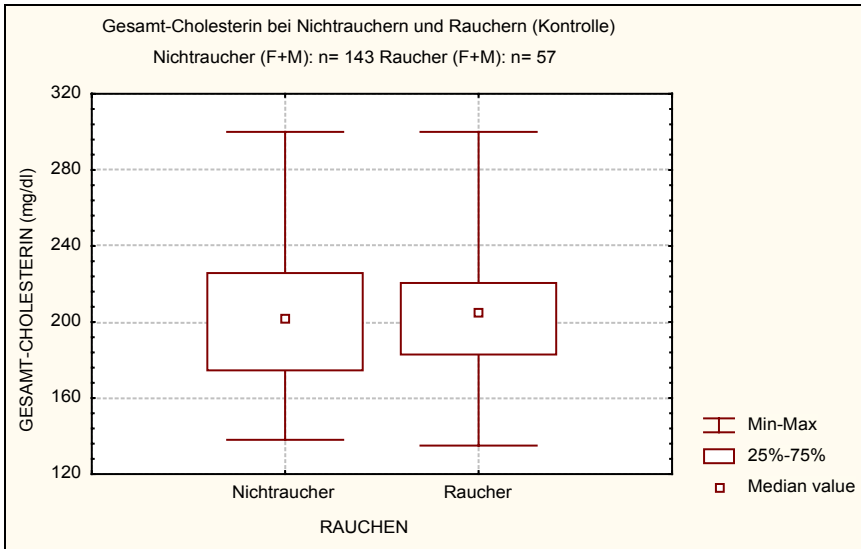 Gesamt-Cholesterin bei Nichtrauchern und Rauchern (Kontrolle)
Nichtraucher (F+M): n= 143 Raucher (F+M): n= 57
GESAMT-CHOLESTERIN (mg/dl)
320
280
240
200
160
120
Nichtraucher Raucher
RAUCHEN
Min-Max
25%-75%
Median value